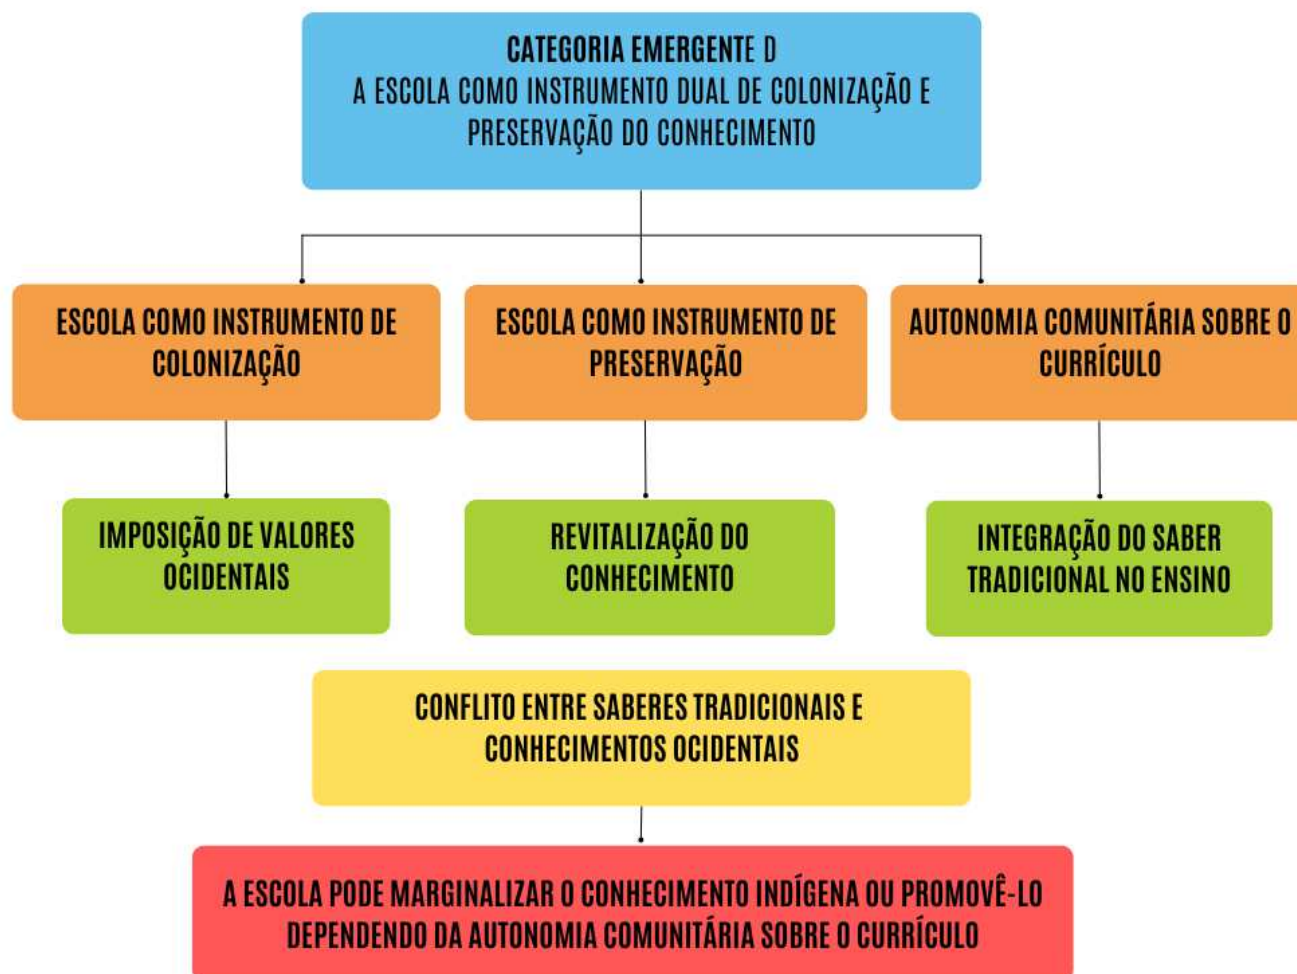 CATEGORIA EMERGENTE D
A ESCOLA COMO INSTRUMENTO DUAL DE COLONIZAÇÃO E
PRESERVAÇÃO DO CONHECIMENTO
ESCOLA COMO INSTRUMENTO DE
COLONIZAÇÃO
ESCOLA COMO INSTRUMENTO DE
PRESERVAÇÃO
AUTONOMIA COMUNITÁRIA SOBRE O
CURRÍCULO
IMPOSIÇÃO DE VALORES
OCIDENTAIS
REVITALIZAÇÃO DO
CONHECIMENTO
INTEGRAÇÃO DO SABER
TRADICIONAL NO ENSINO
CONFLITO ENTRE SABERES TRADICIONAIS E
CONHECIMENTOS OCIDENTAIS
A ESCOLA PODE MARGINALIZAR O CONHECIMENTO INDÍGENA OU PROMOVÊ-LO
DEPENDENDO DA AUTONOMIA COMUNITÁRIA SOBRE O CURRÍCULO